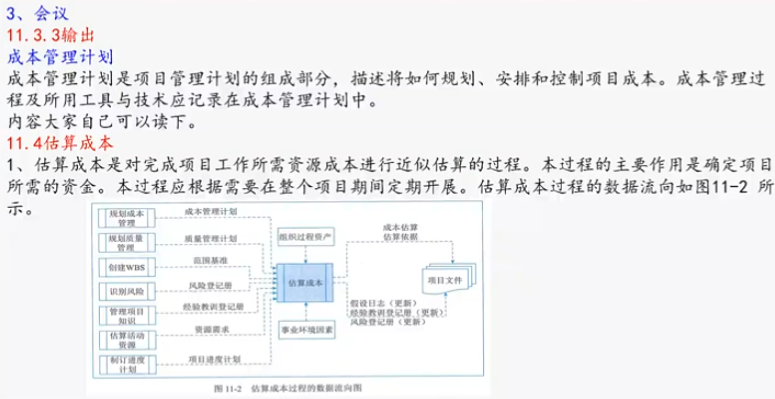 3、会议
11.3.3输出
成本管理计划
成本管理计划是项目管理计划的组成部分，描述将如何规划、安排和控制项目成本。成本管理过
程及所用工具与技术应记录在成本管理计划中。
内容大家自己可以读下。
11.4估算成本
1、估算成本是对完成项目工作所需资源成本进行近似估算的过程。本过程的主要作用是确定项目
所需的资金。本过程应根据需要在整个项目期间定期开展。估算成本过程的数据流向如图11-2 所
示。
规划成本
管理
成本管理计划
规划质量
管理
质量管理计划
创建WBS
范围基准
识别风险
风险登记册
管理项目
知识
经验教训登记册
估算活动
资源
资源需求
制订进度
计划
项目进度计划
组织过程资产
估算成本
事业环境因素
成本估算
估算依据
项目文件
假设日志（更新）
经验教训登记册（更新）
风险登记册（更新）
图 11-2 估算成本过程的数据流向图